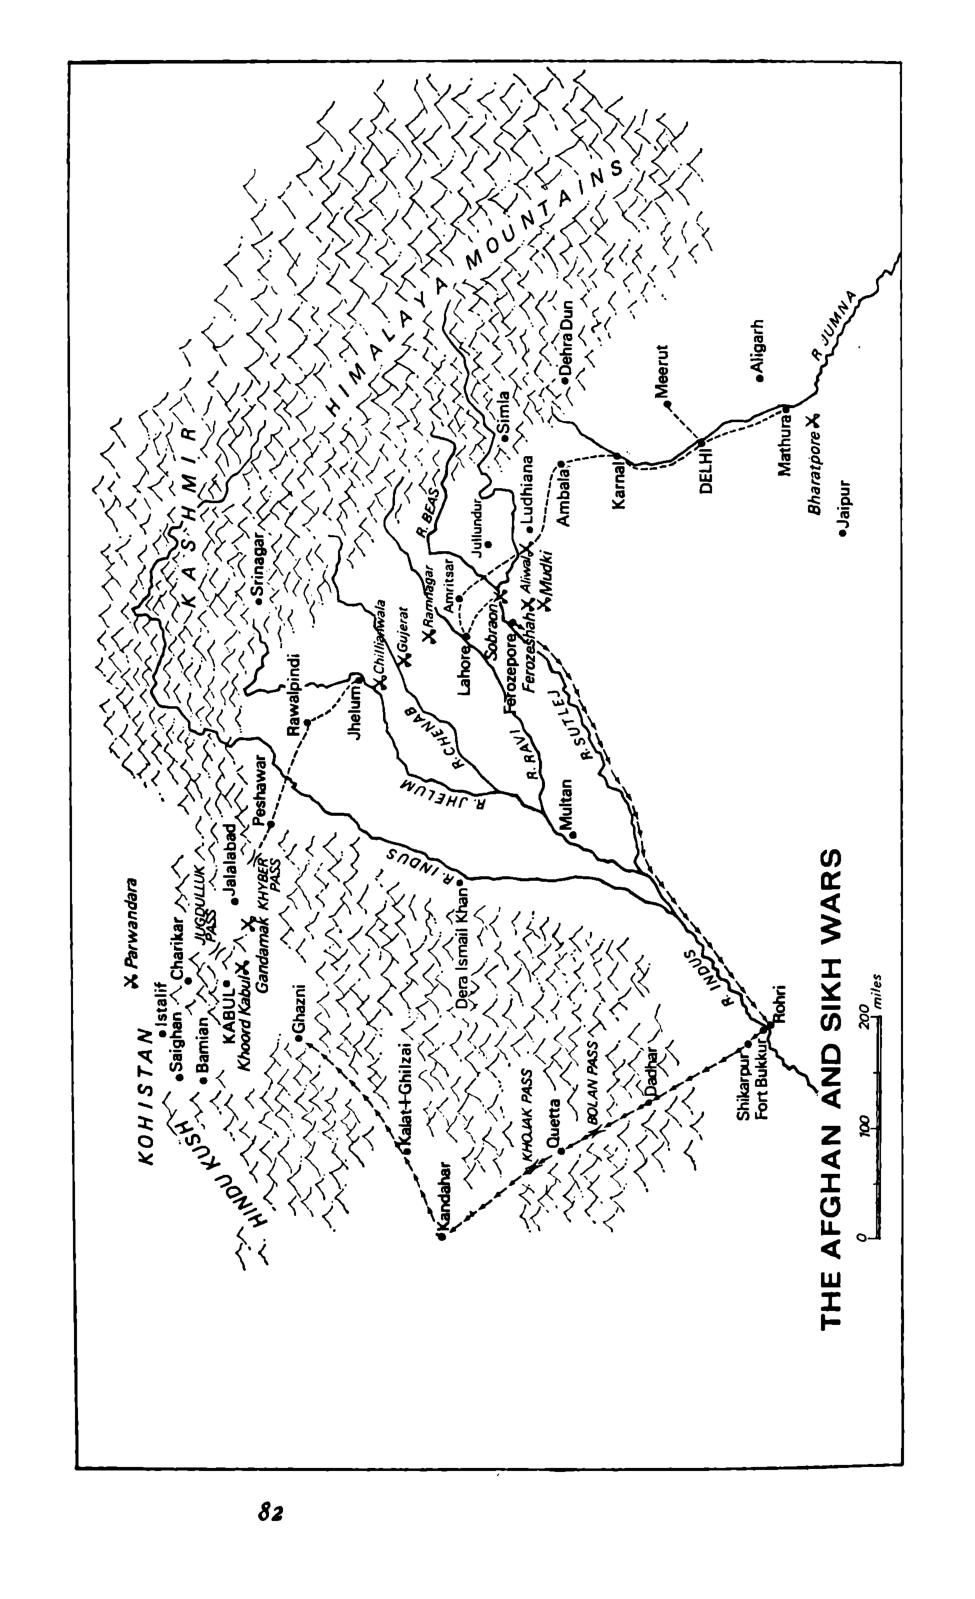 KOHISTAN
Parwandara
Istalif
Saighan
Charikar
Bamian
HINDU KUSH
JUGDULLUK
PASS
KABUL
Khoord Kabul
Jalalabad
Gandamak
KHYBER
PASS
Peshawar
Ghazni
Rawalpindi
KASHMIR
Srinagar
HIMALAYA MOUNTAINS
Jhelum
Chillianwala
Gujerat
Ramnagar
R. BEAS
R. CHENAB
R. JHELUM
R. INDUS
Kalat-I-Ghilzai
Kandahar
Dera Ismail Khan
Lahore
Amritsar
Jullundur
Simla
Sobraon
Ferozepore
Ferozeshah
Aliwal
Mudki
Ludhiana
R. RAVI
R. SUTLEJ
Multan
KHOJAK PASS
Quetta
BOLAN PASS
Dadhar
Ambala
Dehra Dun
Karnal
Meerut
DELHI
Aligarh
R. JUMNA
Mathura
Bharatpore
Jaipur
R. INDUS
Shikarpur
Fort Bukkur
Rohri
THE AFGHAN AND SIKH WARS
0 100 200 miles
82